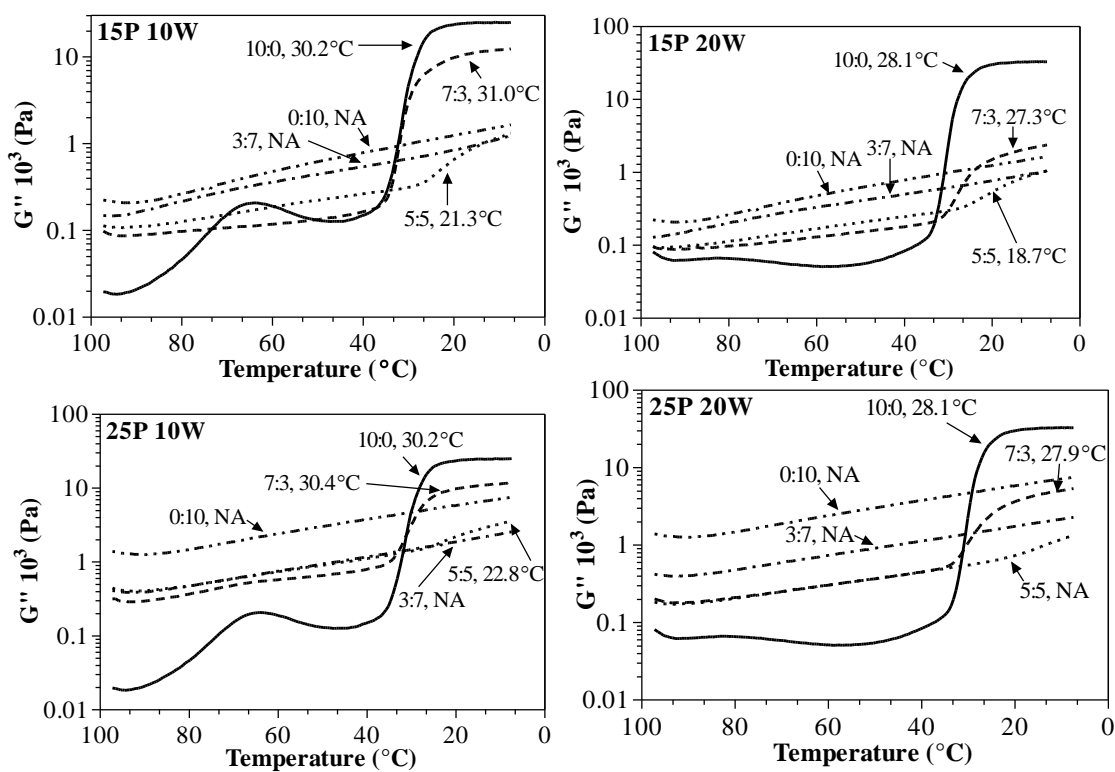 15P 10W
10:0, 30.2°C
7:3, 31.0°C
0:10, NA
3:7, NA
5:5, 21.3°C
10
1
0.1
0.01
G'' 10³ (Pa)
100 80 60 40 20 0
Temperature (°C)
15P 20W
10:0, 28.1°C
7:3, 27.3°C
3:7, NA
0:10, NA
5:5, 18.7°C
100
10
1
0.1
0.01
G'' 10³ (Pa)
100 80 60 40 20 0
Temperature (°C)
25P 10W
10:0, 30.2°C
7:3, 30.4°C
0:10, NA
5:5, 22.8°C
3:7, NA
100
10
1
0.1
0.01
G'' 10³ (Pa)
100 80 60 40 20 0
Temperature (°C)
25P 20W
10:0, 28.1°C
7:3, 27.9°C
0:10, NA
3:7, NA
5:5, NA
100
10
1
0.1
0.01
G'' 10³ (Pa)
100 80 60 40 20 0
Temperature (°C)